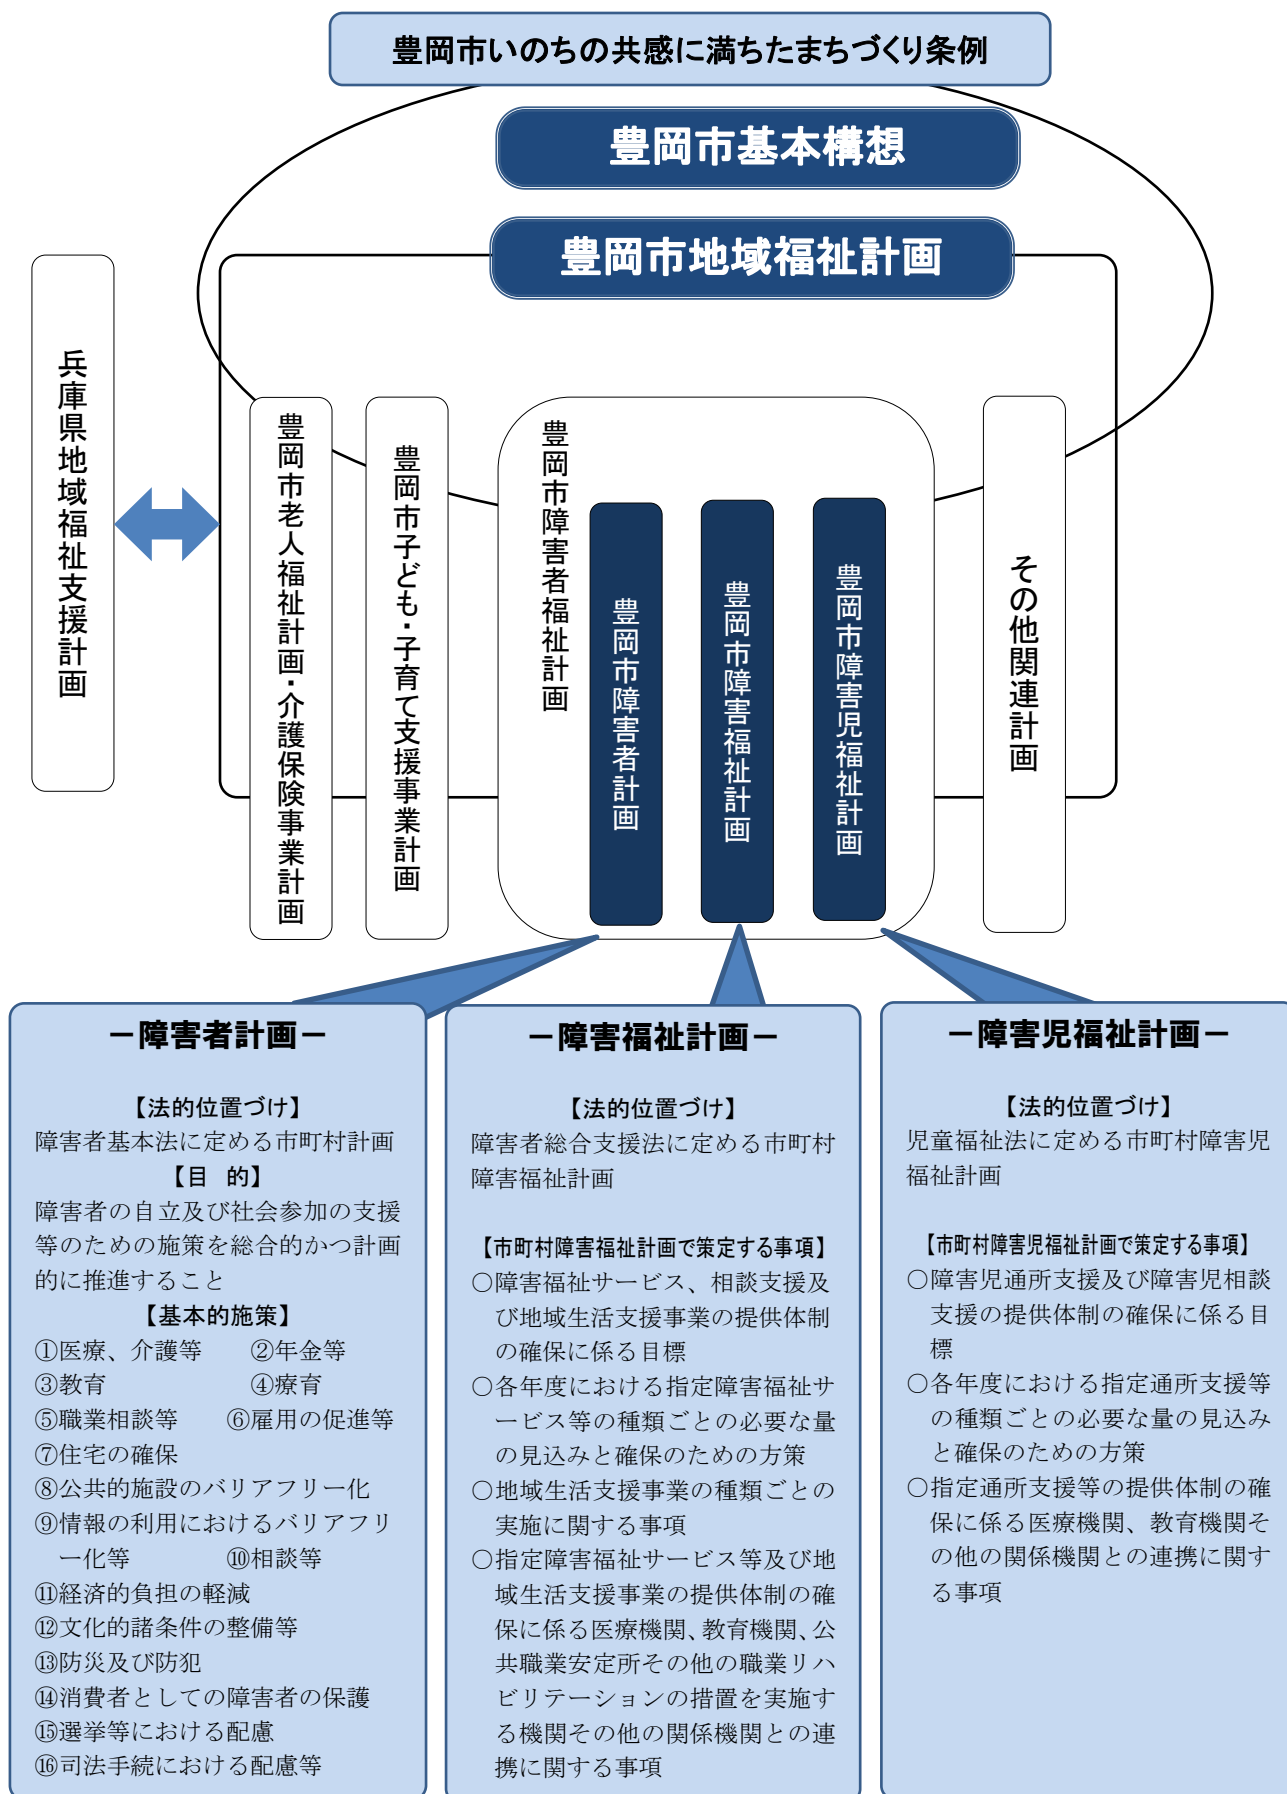 豊岡市いのちの共感に満ちたまちづくり条例
豊岡市基本構想
豊岡市地域福祉計画
兵庫県地域福祉支援計画
豊岡市老人福祉計画・介護保険事業計画
豊岡市子ども・子育て支援事業計画
豊岡市障害者福祉計画
豊岡市障害者計画
豊岡市障害福祉計画
豊岡市障害児福祉計画
その他関連計画
－障害者計画－
【法的位置づけ】
障害者基本法に定める市町村計画
【目　的】
障害者の自立及び社会参加の支援
等のための施策を総合的かつ計画
的に推進すること
【基本的施策】
①医療、介護等　　②年金等
③教育　　　　　④療育
⑤職業相談等　　⑥雇用の促進等
⑦住宅の確保
⑧公共的施設のバリアフリー化
⑨情報の利用におけるバリアフリ
ー化等　　　　⑩相談等
⑪経済的負担の軽減
⑫文化的諸条件の整備等
⑬防災及び防犯
⑭消費者としての障害者の保護
⑮選挙等における配慮
⑯司法手続における配慮等
－障害福祉計画－
【法的位置づけ】
障害者総合支援法に定める市町村
障害福祉計画
【市町村障害福祉計画で策定する事項】
○障害福祉サービス、相談支援及
び地域生活支援事業の提供体制
の確保に係る目標
○各年度における指定障害福祉サ
ービス等の種類ごとの必要な量
の見込みと確保のための方策
○地域生活支援事業の種類ごとの
実施に関する事項
○指定障害福祉サービス等及び地
域生活支援事業の提供体制の確
保に係る医療機関、教育機関、公
共職業安定所その他の職業リハ
ビリテーションの措置を実施す
る機関その他の関係機関との連
携に関する事項
－障害児福祉計画－
【法的位置づけ】
児童福祉法に定める市町村障害児
福祉計画
【市町村障害児福祉計画で策定する事項】
○障害児通所支援及び障害児相談
支援の提供体制の確保に係る目
標
○各年度における指定通所支援等
の種類ごとの必要な量の見込み
と確保のための方策
○指定通所支援等の提供体制の確
保に係る医療機関、教育機関そ
の他の関係機関との連携に関す
る事項